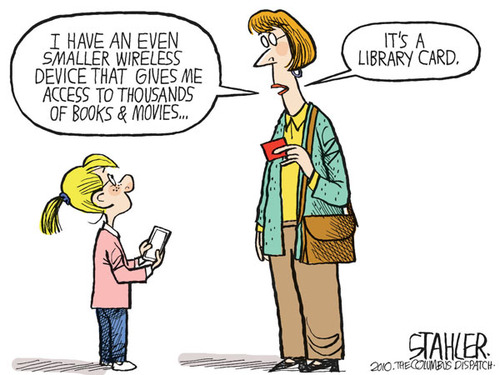 I HAVE AN EVEN
SMALLER WIRELESS
DEVICE THAT GIVES ME
ACCESS TO THOUSANDS
OF BOOKS & MOVIES...
IT'S A
LIBRARY CARD.
STAHLER.
2010. THE COLUMBUS DISPATCH.